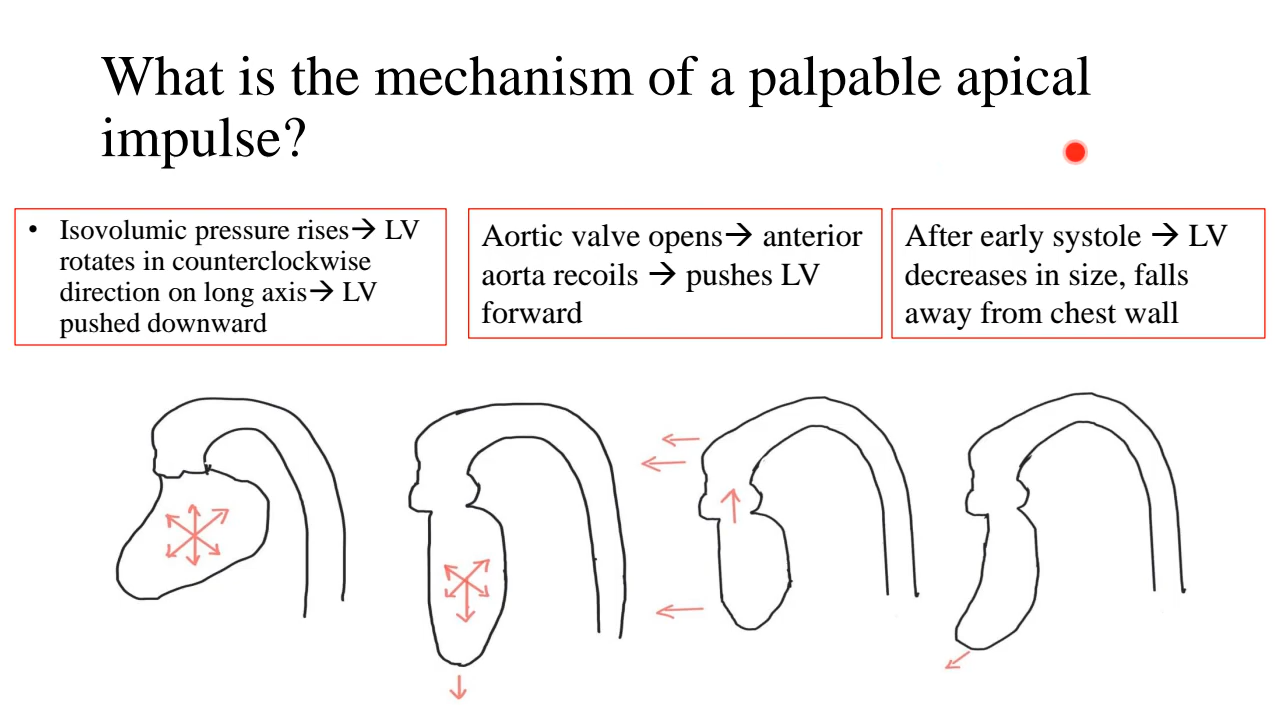 What is the mechanism of a palpable apical
impulse?
• Isovolumic pressure rises→ LV
rotates in counterclockwise
direction on long axis→ LV
pushed downward
Aortic valve opens→ anterior
aorta recoils → pushes LV
forward
After early systole → LV
decreases in size, falls
away from chest wall